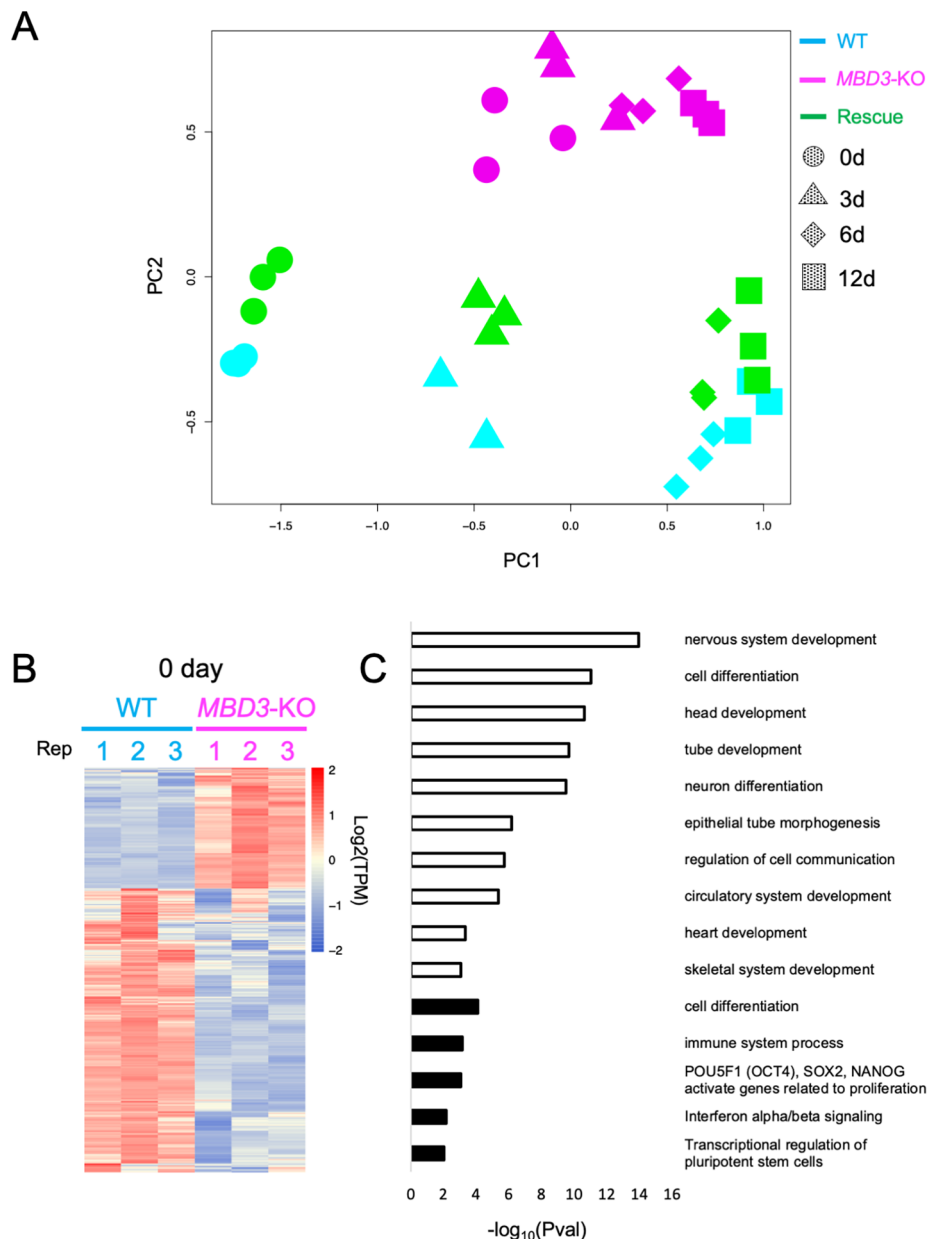 A
WT
MBD3-KO
Rescue
0d
3d
6d
12d
0.5
0.0
−0.5
PC2
−1.5
−1.0
−0.5
0.0
0.5
1.0
PC1
B
0 day
WT
MBD3-KO
Rep
1
2
3
1
2
3
2
1
0
−1
−2
Log2(TPM)
C
nervous system development
cell differentiation
head development
tube development
neuron differentiation
epithelial tube morphogenesis
regulation of cell communication
circulatory system development
heart development
skeletal system development
cell differentiation
immune system process
POU5F1 (OCT4), SOX2, NANOG
activate genes related to proliferation
Interferon alpha/beta signaling
Transcriptional regulation of
pluripotent stem cells
0 2 4 6 8 10 12 14 16
-log10(Pval)